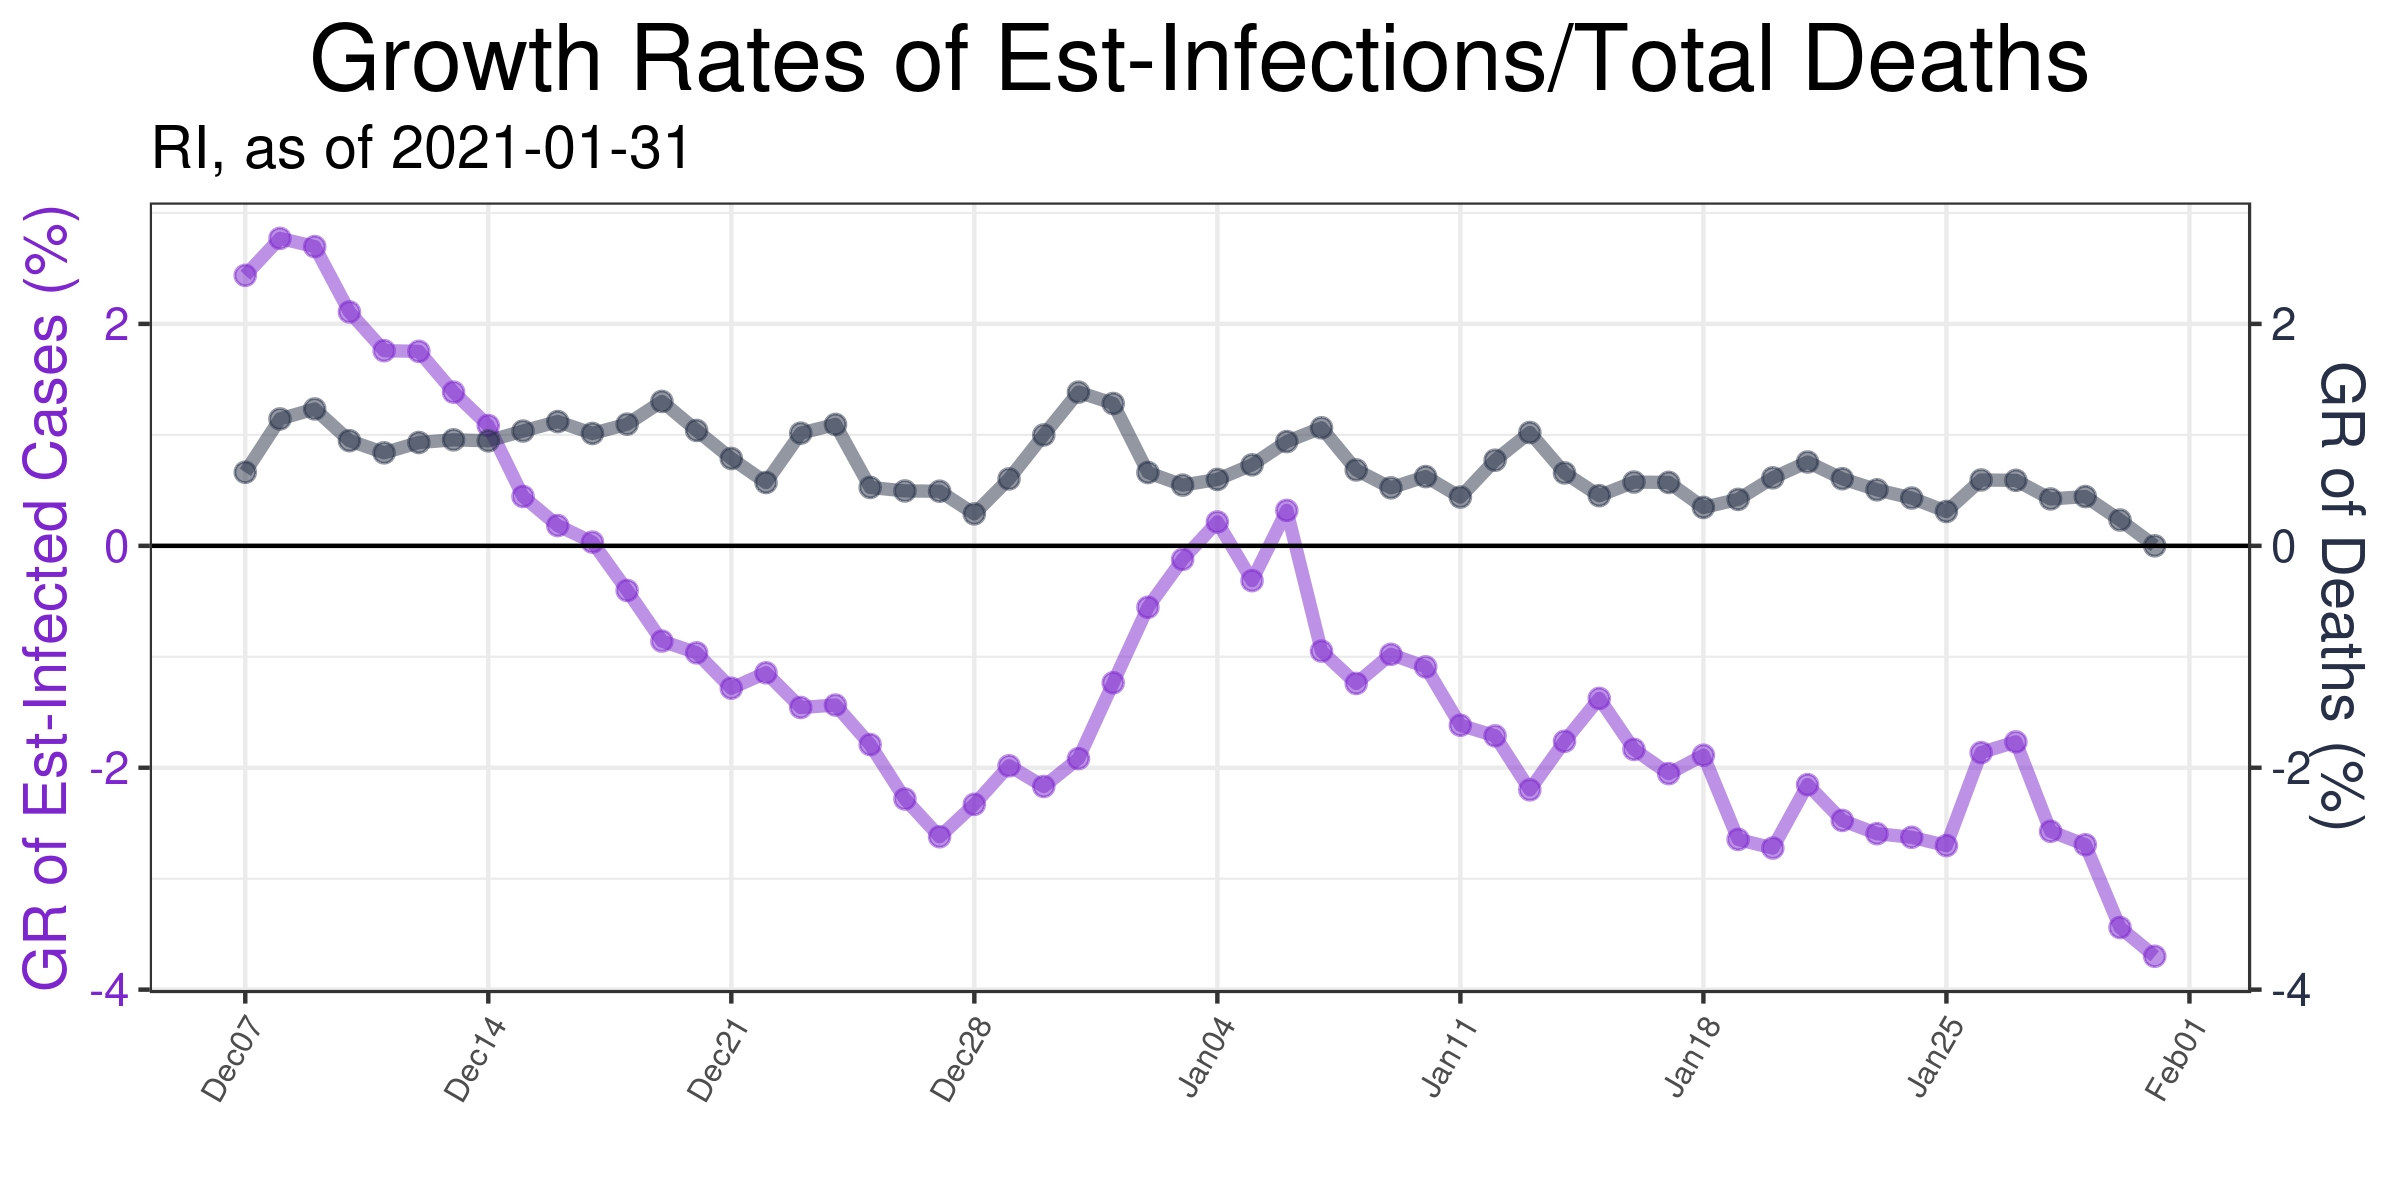 Growth Rates of Est-Infections/Total Deaths
RI, as of 2021-01-31
GR of Est-Infected Cases (%)
2
0
-2
-4
2
0
-2
-4
GR of Deaths (%)
Dec07
Dec14
Dec21
Dec28
Jan04
Jan11
Jan18
Jan25
Feb01